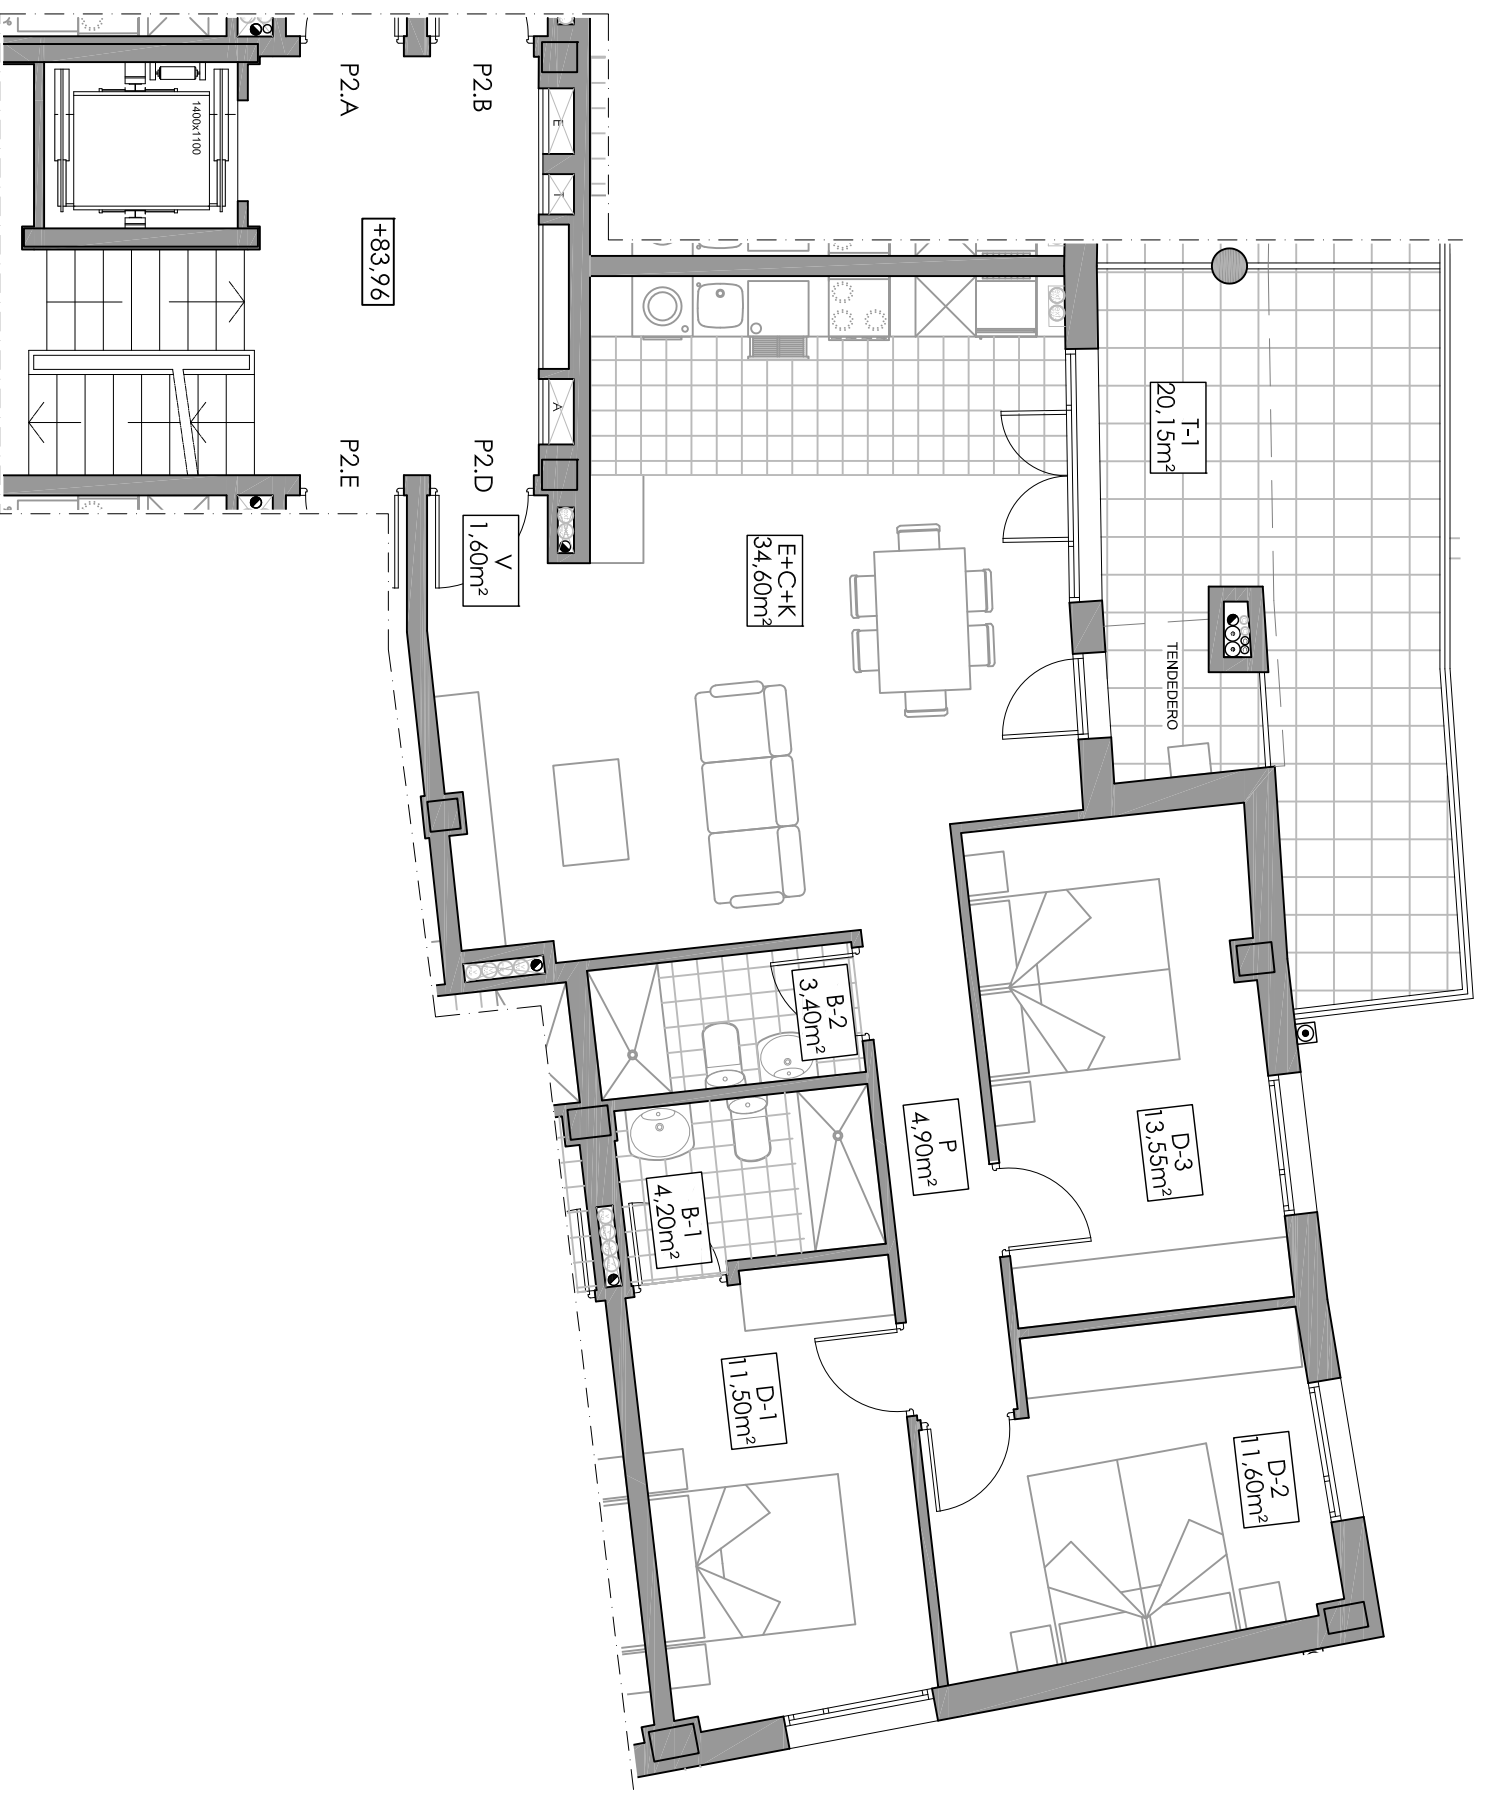 P2.A
P2.B
1400x1100
E
T
+83,96
A
P2.E
P2.D
V
1,60m²
E+C+K
34,60m²
T-1
20,15m²
TENDEDERO
B-2
3,40m²
P
4,90m²
D-3
13,55m²
B-1
4,20m²
D-1
11,50m²
D-2
11,60m²